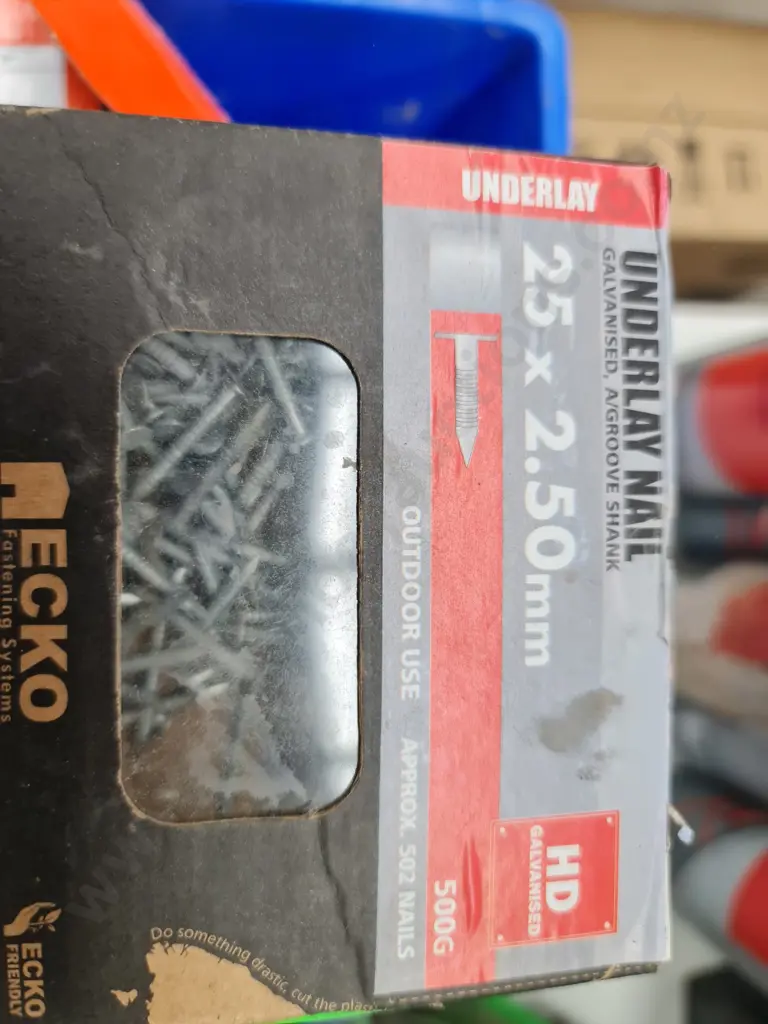 UNDERLAY
UNDERLAY NAIL
GALVANISED, A/GROOVE SHANK
25 x 2.50mm
HD
GALVANISED
500G
OUTDOOR USE APPROX. 502 NAILS
ECKO
Fastening Systems
ECKO
FRIENDLY
Do something drastic, cut the